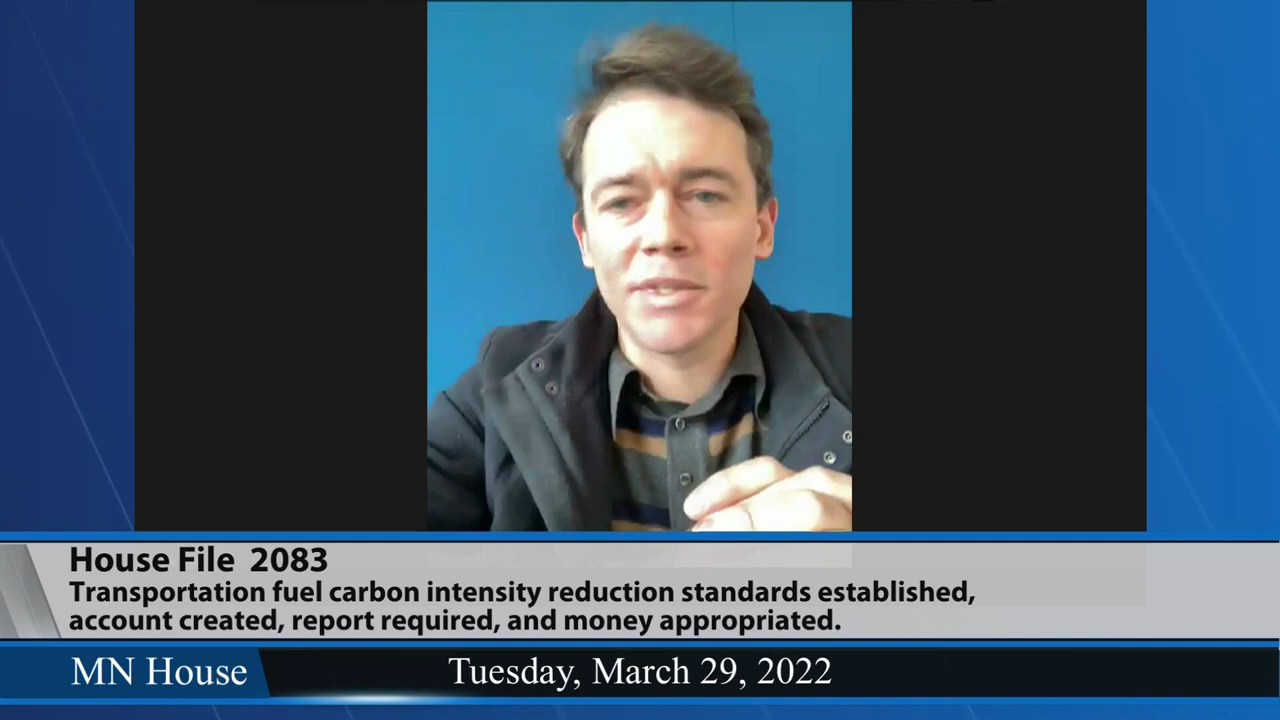 House File 2083
Transportation fuel carbon intensity reduction standards established,
account created, report required, and money appropriated.
MN House
Tuesday, March 29, 2022